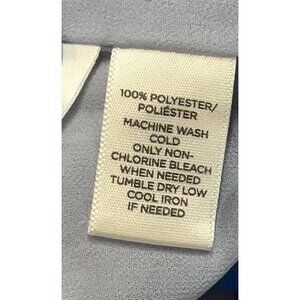 100% POLYESTER/
POLIÉSTER
MACHINE WASH
COLD
ONLY NON-
CHLORINE BLEACH
WHEN NEEDED
TUMBLE DRY LOW
COOL IRON
IF NEEDED